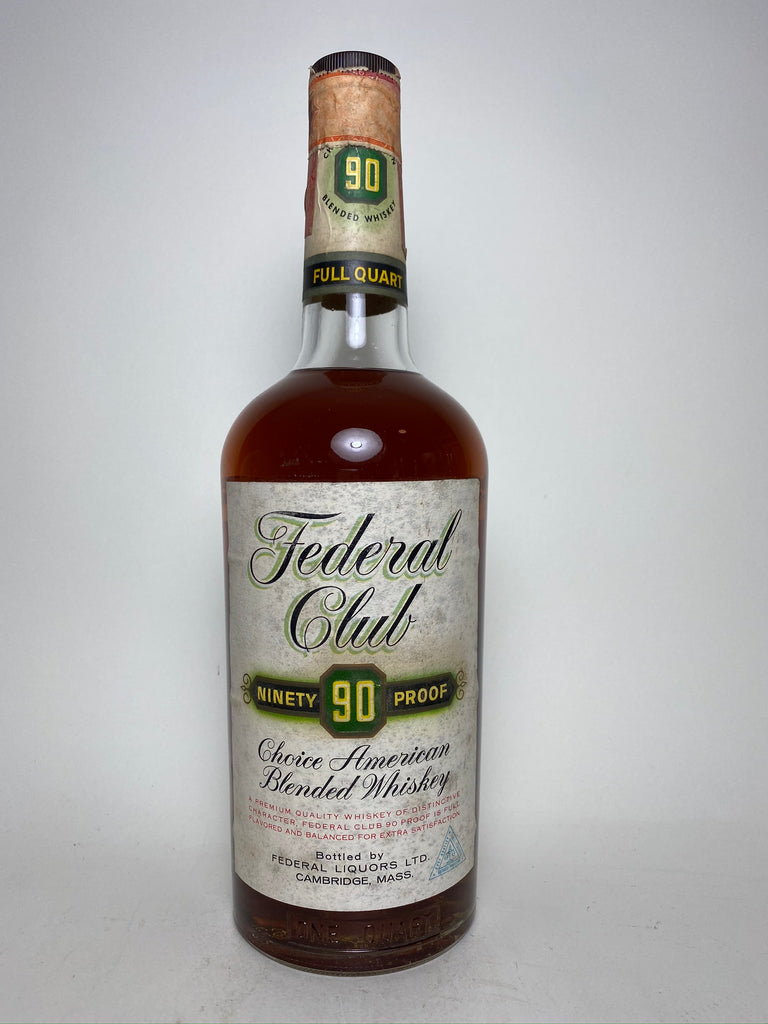 90
BLENDED WHISKEY
FULL QUART
Federal
Club
NINETY 90 PROOF
Choice American
Blended Whiskey
A PREMIUM QUALITY WHISKEY OF DISTINCTIVE
CHARACTER, FEDERAL CLUB 90 PROOF IS FULL
FLAVORED AND BALANCED FOR EXTRA SATISFACTION
Bottled by
FEDERAL LIQUORS LTD.
CAMBRIDGE, MASS.
ONE QUART